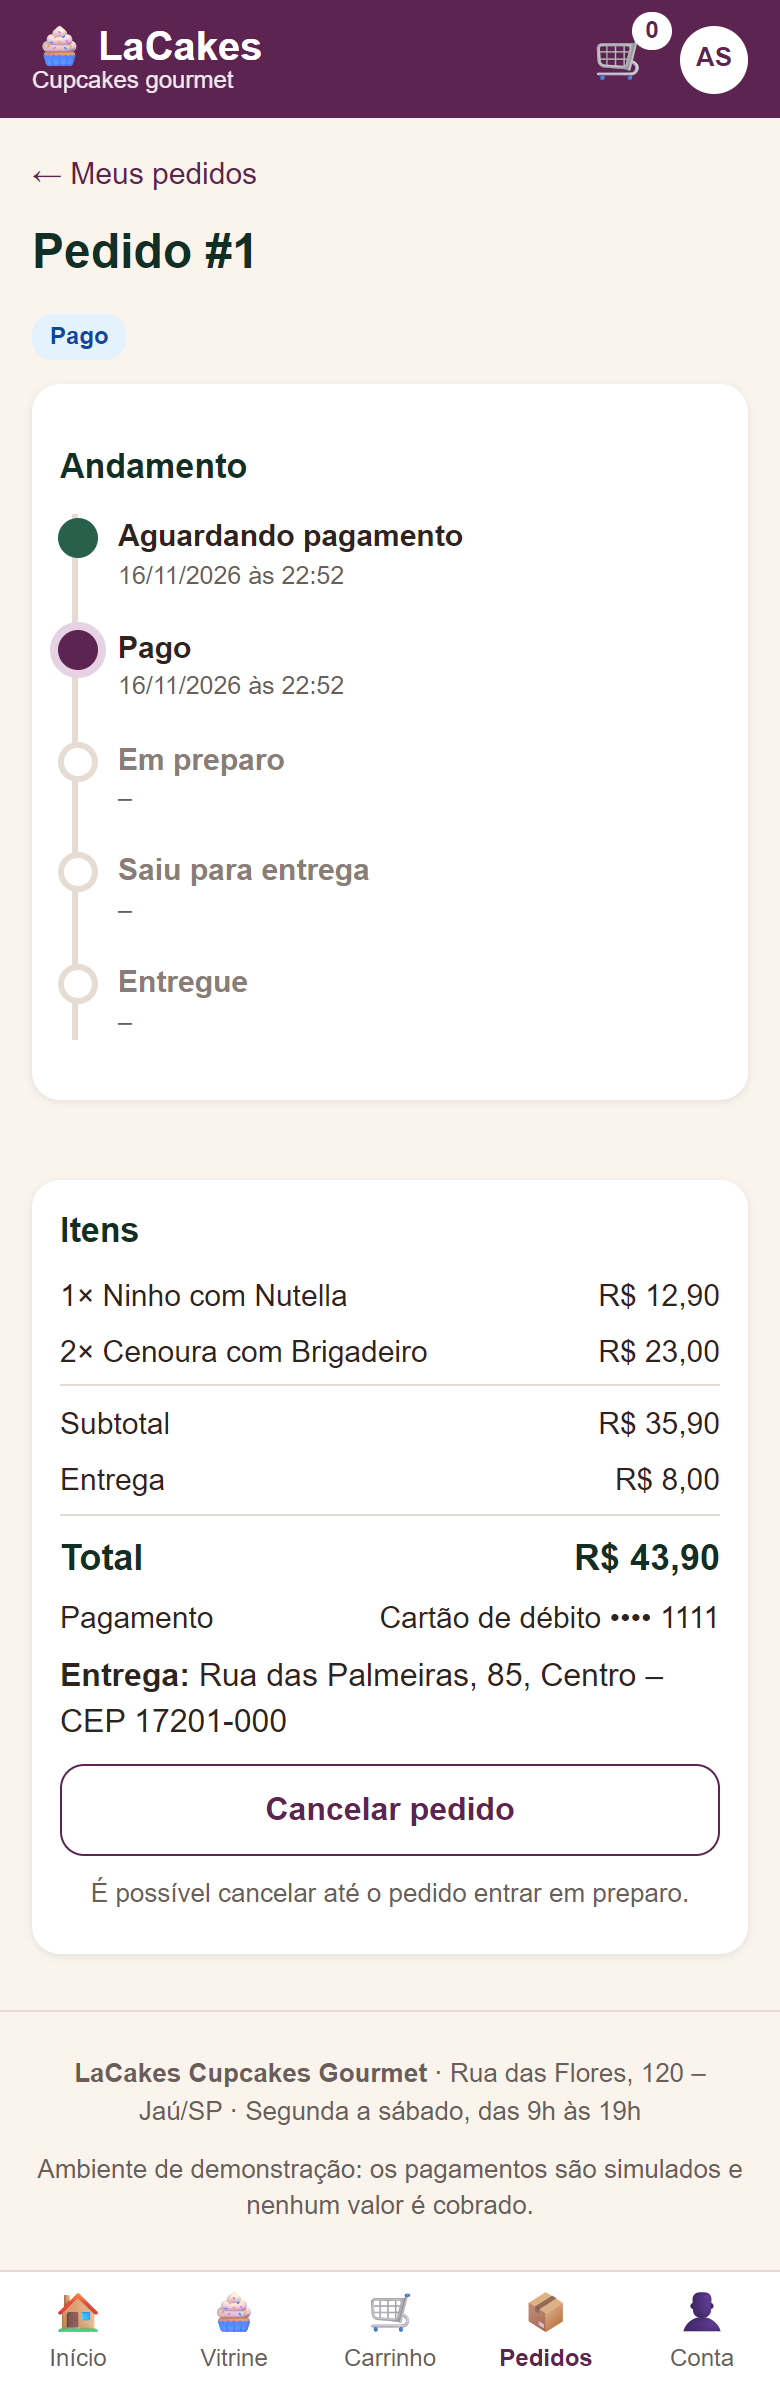 LaCakes
Cupcakes gourmet
0
AS
← Meus pedidos
Pedido #1
Pago
Andamento
Aguardando pagamento
16/11/2026 às 22:52
Pago
16/11/2026 às 22:52
Em preparo
–
Saiu para entrega
–
Entregue
–
Itens
1× Ninho com Nutella R$ 12,90
2× Cenoura com Brigadeiro R$ 23,00
Subtotal R$ 35,90
Entrega R$ 8,00
Total R$ 43,90
Pagamento Cartão de débito •••• 1111
Entrega: Rua das Palmeiras, 85, Centro –
CEP 17201-000
Cancelar pedido
É possível cancelar até o pedido entrar em preparo.
LaCakes Cupcakes Gourmet · Rua das Flores, 120 –
Jaú/SP · Segunda a sábado, das 9h às 19h
Ambiente de demonstração: os pagamentos são simulados e
nenhum valor é cobrado.
Início Vitrine Carrinho Pedidos Conta